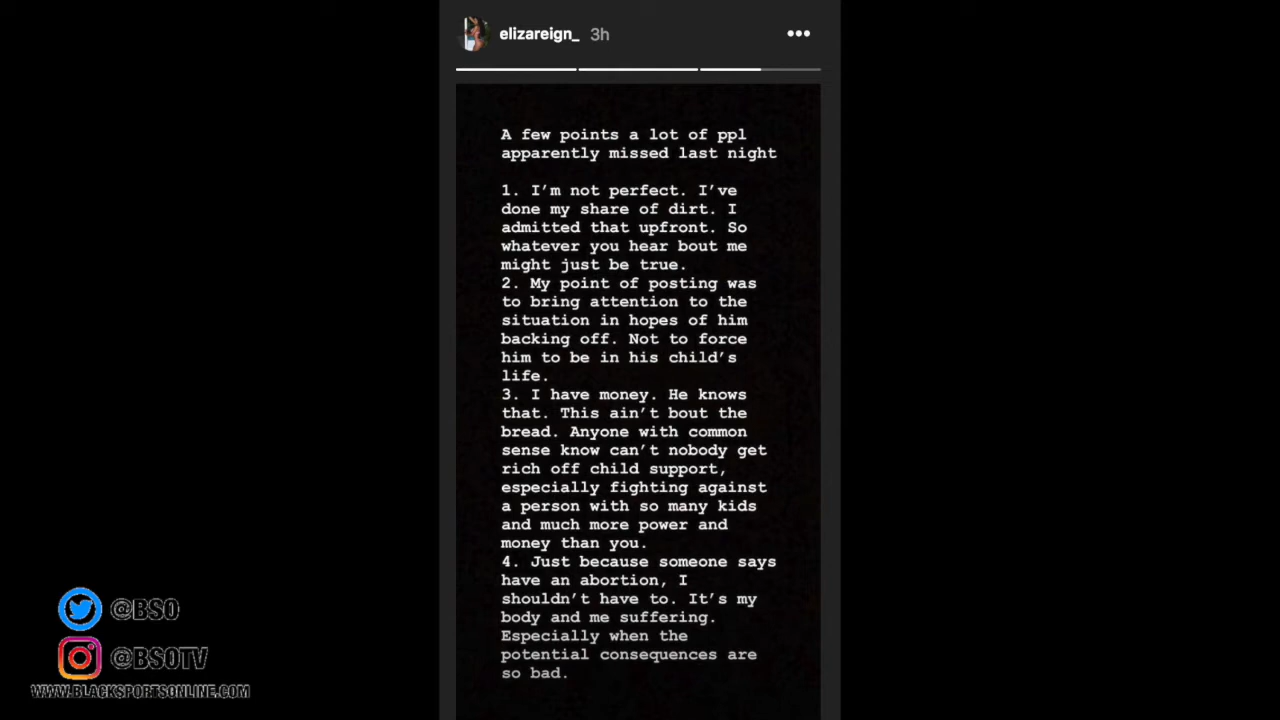 elizareign_ 3h
A few points a lot of ppl
apparently missed last night
1. I'm not perfect. I've
done my share of dirt. I
admitted that upfront. So
whatever you hear bout me
might just be true.
2. My point of posting was
to bring attention to the
situation in hopes of him
backing off. Not to force
him to be in his child's
life.
3. I have money. He knows
that. This ain't bout the
bread. Anyone with common
sense know can't nobody get
rich off child support,
especially fighting against
a person with so many kids
and much more power and
money than you.
4. Just because someone says
have an abortion, I
shouldn't have to. It's my
body and me suffering.
Especially when the
potential consequences are
so bad.
@BSO
@BSOTV
WWW.BLACKSPORTSONLINE.COM